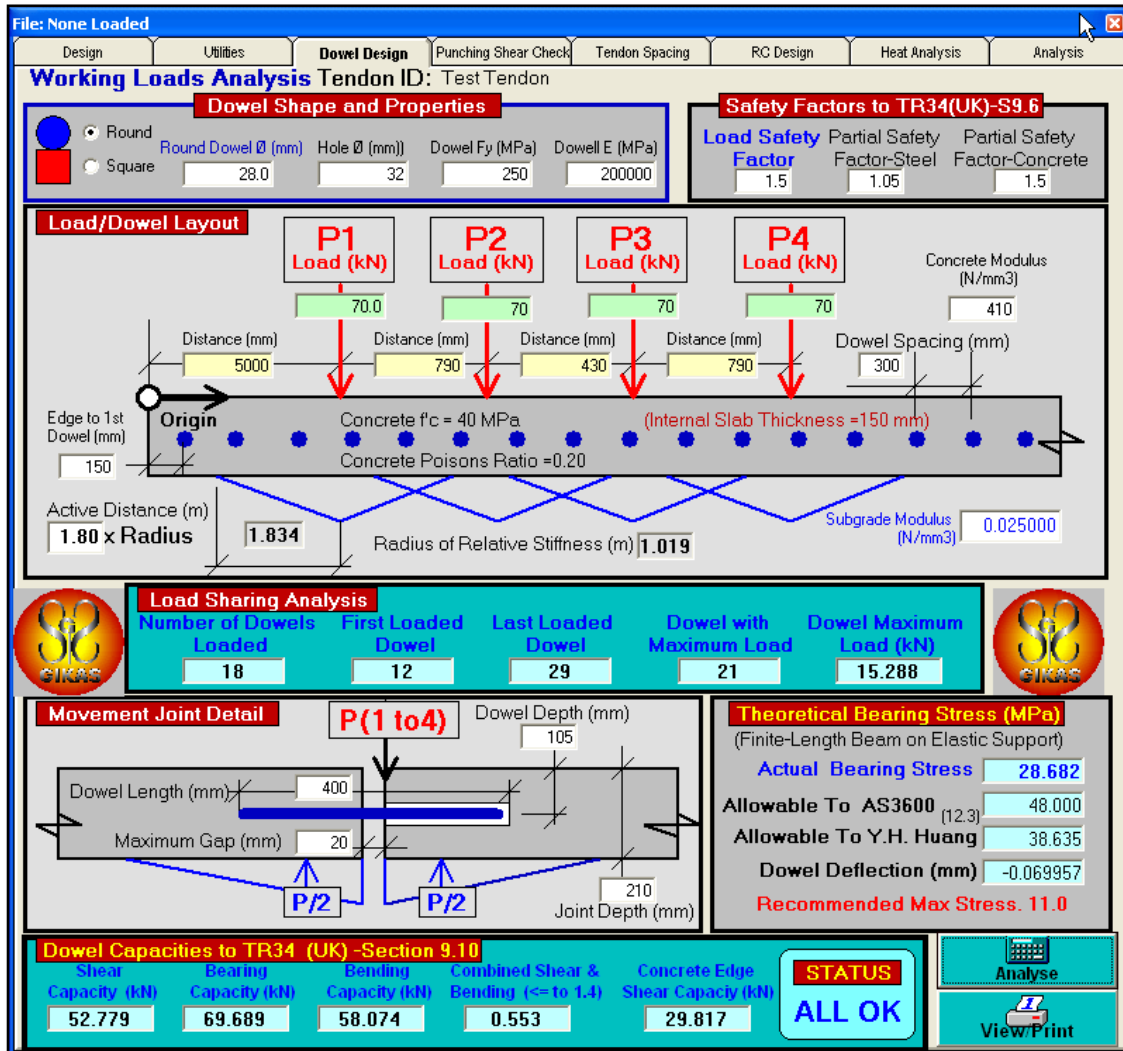 File: None Loaded
Design Utilities Dowel Design Punching Shear Check Tendon Spacing RC Design Heat Analysis Analysis
Working Loads Analysis Tendon ID: Test Tendon
Dowel Shape and Properties
Round
Square
Round Dowel Ø (mm) Hole Ø (mm)) Dowel Fy (MPa) Dowell E (MPa)
28.0 32 250 200000
Safety Factors to TR34(UK)-S9.6
Load Safety Factor
Partial Safety Factor-Steel
Partial Safety Factor-Concrete
1.5 1.05 1.5
Load/Dowel Layout
P1 P2 P3 P4
Load (kN) Load (kN) Load (kN) Load (kN)
70.0 70 70 70
Concrete Modulus
(N/mm3)
410
Distance (mm) Distance (mm) Distance (mm) Distance (mm) Dowel Spacing (mm)
5000 790 430 790 300
Edge to 1st
Dowel (mm)
150
Origin
Concrete f'c = 40 MPa (Internal Slab Thickness =150 mm)
Concrete Poisons Ratio =0.20
Active Distance (m)
1.80 x Radius 1.834
Radius of Relative Stiffness (m) 1.019
Subgrade Modulus
(N/mm3)
0.025000
Load Sharing Analysis
GIKAS
GIKAS
Number of Dowels First Loaded Last Loaded Dowel with Dowel Maximum
Loaded Dowel Dowel Maximum Load Load (kN)
18 12 29 21 15.288
Movement Joint Detail
P(1 to4)
Dowel Depth (mm)
105
Dowel Length (mm) 400
Maximum Gap (mm) 20
P/2 P/2
210
Joint Depth (mm)
Theoretical Bearing Stress (MPa)
(Finite-Length Beam on Elastic Support)
Actual Bearing Stress 28.682
Allowable To AS3600 (12.3) 48.000
Allowable To Y.H. Huang 38.635
Dowel Deflection (mm) -0.069957
Recommended Max Stress. 11.0
Dowel Capacities to TR34 (UK) -Section 9.10
Shear Bearing Bending Combined Shear & Concrete Edge
Capacity (kN) Capacity (kN) Capacity (kN) Bending (<= to 1.4) Shear Capaciy (kN)
52.779 69.689 58.074 0.553 29.817
STATUS
ALL OK
Analyse
View/Print